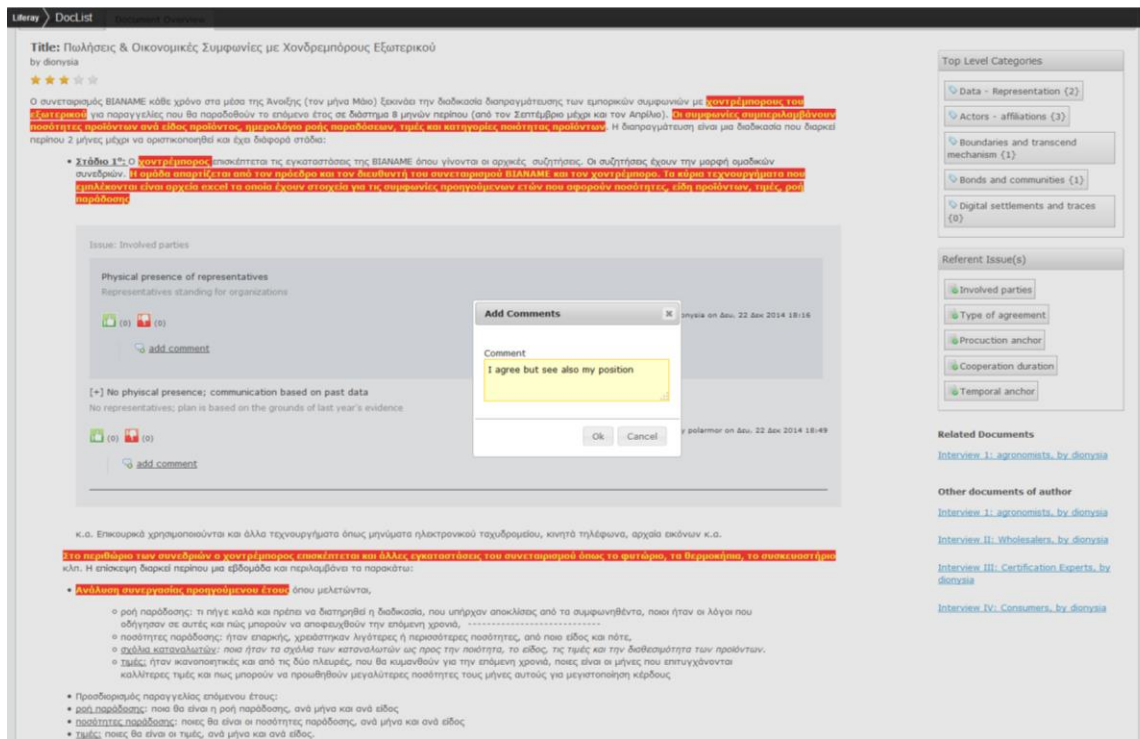 Liferay DocList Document Overview
Title: Πωλήσεις & Οικονομικές Συμφωνίες με Χονδρεμπόρους Εξωτερικού
by dionysia
Ο συνεταιρισμός ΒΙΑΝΑΜΕ κάθε χρόνο στα μέσα της Άνοιξης (τον μήνα Μάιο) ξεκινάει την διαδικασία διαπραγμάτευσης των εμπορικών συμφωνιών με χοντρέμπορους του
εξωτερικού για παραγγελίες που θα παραδοθούν το επόμενο έτος σε διάστημα 8 μηνών περίπου (από τον Σεπτέμβριο μέχρι και τον Απρίλιο). Οι συμφωνίες συμπεριλαμβάνουν
ποσότητες προϊόντων ανά είδος προϊόντος, ημερολόγιο ροής παραδόσεων, τιμές και κατηγορίες ποιότητας προϊόντων. Η διαπραγμάτευση είναι μια διαδικασία που διαρκεί
περίπου 2 μήνες μέχρι να οριστικοποιηθεί και έχει διάφορά στάδια:
• Στάδιο 1º: Ο χοντρέμπορος επισκέπτεται τις εγκαταστάσεις της ΒΙΑΝΑΜΕ όπου γίνονται οι αρχικές συζητήσεις. Οι συζητήσεις έχουν την μορφή ομαδικών
συνεδριών. Η ομάδα απαρτίζεται από τον πρόεδρο και τον διευθυντή του συνεταιρισμού ΒΙΑΝΑΜΕ και τον χοντρέμπορο. Τα κύρια τεχνουργήματα που
εμπλέκονται είναι αρχεία excel τα οποία έχουν στοιχεία για τις συμφωνίες προηγούμενων ετών που αφορούν ποσότητες, είδη προϊόντων, τιμές, ροή
παράδοσης
Issue: Involved parties
Physical presence of representatives
Representatives standing for organizations
(0) (0)
onysia on Δευ, 22 Δεκ 2014 18:16
add comment
[+] No phyiscal presence; communication based on past data
No representatives; plan is based on the grounds of last year's evidence
(0) (0)
y polarmor on Δευ, 22 Δεκ 2014 18:49
add comment
Add Comments
Comment
I agree but see also my position
Ok Cancel
κ.α. Επικουρικά χρησιμοποιούνται και άλλα τεχνουργήματα όπως μηνύματα ηλεκτρονικού ταχυδρομείου, κινητά τηλέφωνα, αρχεία εικόνων κ.α.
Στο περιθώριο των συνεδριών ο χοντρέμπορος επισκέπτεται και άλλες εγκαταστάσεις του συνεταιρισμού όπως το φυτώριο, τα θερμοκήπια, το συσκευαστήριο
κλπ. Η επίσκεψη διαρκεί περίπου μια εβδομάδα και περιλαμβάνει τα παρακάτω:
• Ανάλυση συνεργασίας προηγούμενου έτους όπου μελετώνται,
o ροή παράδοσης: τι πήγε καλά και πρέπει να διατηρηθεί η διαδικασία, που υπήρχαν αποκλίσεις από τα συμφωνηθέντα, ποιοι ήταν οι λόγοι που
οδήγησαν σε αυτές και πώς μπορούν να αποφευχθούν την επόμενη χρονιά, ----------------------------
o ποσότητες παράδοσης: ήταν επαρκής, χρειάστηκαν λιγότερες ή περισσότερες ποσότητες, από ποιο είδος και πότε,
o σχόλια καταναλωτών: ποια ήταν τα σχόλια των καταναλωτών ως προς την ποιότητα, το είδος, τις τιμές και την διαθεσιμότητα των προϊόντων.
o τιμές: ήταν ικανοποιητικές και από τις δύο πλευρές, που θα κυμανθούν για την επόμενη χρονιά, ποιες είναι οι μήνες που επιτυγχάνονται
καλλίτερες τιμές και πως μπορούν να προωθηθούν μεγαλύτερες ποσότητες τους μήνες αυτούς για μεγιστοποίηση κέρδους
• Προσδιορισμός παραγγελίας επόμενου έτους:
• ροή παράδοσης: ποια θα είναι η ροή παράδοσης, ανά μήνα και ανά είδος
• ποσότητες παράδοσης: ποιες θα είναι οι ποσότητες παράδοσης, ανά μήνα και ανά είδος
• τιμές: ποιες θα είναι οι τιμές, ανά μήνα και ανά είδος.
Top Level Categories
Data - Representation {2}
Actors - affiliations {3}
Boundaries and transcend
mechanism {1}
Bonds and communities {1}
Digital settlements and traces
{0}
Referent Issue(s)
Involved parties
Type of agreement
Procuction anchor
Cooperation duration
Temporal anchor
Related Documents
Interview 1: agronomists, by dionysia
Other documents of author
Interview 1: agronomists, by dionysia
Interview II: Wholesalers, by dionysia
Interview III: Certification Experts, by
dionysia
Interview IV: Consumers, by dionysia